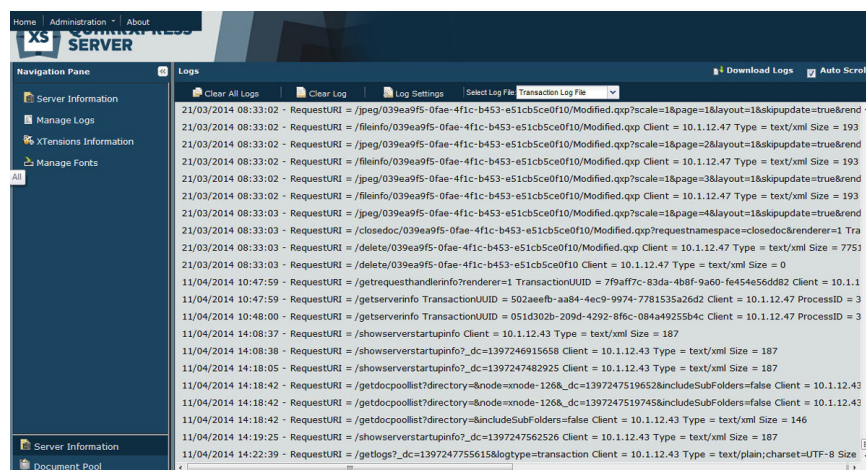 Home Administration About
QUARKXPRESS
XS SERVER
Navigation Pane
Server Information
Manage Logs
XTensions Information
Manage Fonts
All
Server Information
Document Pool
Logs
Download Logs Auto Scrol
Clear All Logs Clear Log Log Settings Select Log File: Transaction Log File
21/03/2014 08:33:02 - RequestURI = /jpeg/039ea9f5-0fae-4f1c-b453-e51cb5ce0f10/Modified.qxp?scale=1&page=1&layout=1&skipupdate=true&rend
21/03/2014 08:33:02 - RequestURI = /fileinfo/039ea9f5-0fae-4f1c-b453-e51cb5ce0f10/Modified.qxp Client = 10.1.12.47 Type = text/xml Size = 193
21/03/2014 08:33:02 - RequestURI = /jpeg/039ea9f5-0fae-4f1c-b453-e51cb5ce0f10/Modified.qxp?scale=1&page=2&layout=1&skipupdate=true&rend
21/03/2014 08:33:02 - RequestURI = /fileinfo/039ea9f5-0fae-4f1c-b453-e51cb5ce0f10/Modified.qxp Client = 10.1.12.47 Type = text/xml Size = 193
21/03/2014 08:33:02 - RequestURI = /jpeg/039ea9f5-0fae-4f1c-b453-e51cb5ce0f10/Modified.qxp?scale=1&page=3&layout=1&skipupdate=true&rend
21/03/2014 08:33:02 - RequestURI = /fileinfo/039ea9f5-0fae-4f1c-b453-e51cb5ce0f10/Modified.qxp Client = 10.1.12.47 Type = text/xml Size = 193
21/03/2014 08:33:03 - RequestURI = /jpeg/039ea9f5-0fae-4f1c-b453-e51cb5ce0f10/Modified.qxp?scale=1&page=4&layout=1&skipupdate=true&rend
21/03/2014 08:33:03 - RequestURI = /closedoc/039ea9f5-0fae-4f1c-b453-e51cb5ce0f10/Modified.qxp?requestnamespace=closedoc&renderer=1 Tra
21/03/2014 08:33:03 - RequestURI = /delete/039ea9f5-0fae-4f1c-b453-e51cb5ce0f10/Modified.qxp Client = 10.1.12.47 Type = text/xml Size = 7751
21/03/2014 08:33:03 - RequestURI = /delete/039ea9f5-0fae-4f1c-b453-e51cb5ce0f10 Client = 10.1.12.47 Type = text/xml Size = 0
11/04/2014 10:47:59 - RequestURI = /getrequesthandlerinfo?renderer=1 TransactionUUID = 7f9aff7c-83da-4b8f-9a60-fe454e56dd82 Client = 10.1.1
11/04/2014 10:47:59 - RequestURI = /getserverinfo TransactionUUID = 502aeefb-aa84-4ec9-9974-7781535a26d2 Client = 10.1.12.47 ProcessID = 3
11/04/2014 10:48:00 - RequestURI = /getserverinfo TransactionUUID = 051d302b-209d-4292-8f6c-084a49255b4c Client = 10.1.12.47 ProcessID = 3
11/04/2014 14:08:37 - RequestURI = /showserverstartupinfo Client = 10.1.12.43 Type = text/xml Size = 187
11/04/2014 14:08:38 - RequestURI = /showserverstartupinfo?_dc=1397246915658 Client = 10.1.12.43 Type = text/xml Size = 187
11/04/2014 14:18:05 - RequestURI = /showserverstartupinfo?_dc=1397247482925 Client = 10.1.12.43 Type = text/xml Size = 187
11/04/2014 14:18:42 - RequestURI = /getdocpoollist?directory=&node=xnode-126&_dc=1397247519652&includeSubFolders=false Client = 10.1.12.43
11/04/2014 14:18:42 - RequestURI = /getdocpoollist?directory=&node=xnode-126&_dc=1397247519745&includeSubFolders=false Client = 10.1.12.43
11/04/2014 14:18:42 - RequestURI = /getdocpoollist?directory=&includeSubFolders=false Client = 10.1.12.43 Type = text/xml Size = 146
11/04/2014 14:19:25 - RequestURI = /showserverstartupinfo?_dc=1397247562526 Client = 10.1.12.43 Type = text/xml Size = 187
11/04/2014 14:22:39 - RequestURI = /getlogs?_dc=1397247755615&logtype=transaction Client = 10.1.12.43 Type = text/plain;charset=UTF-8 Size